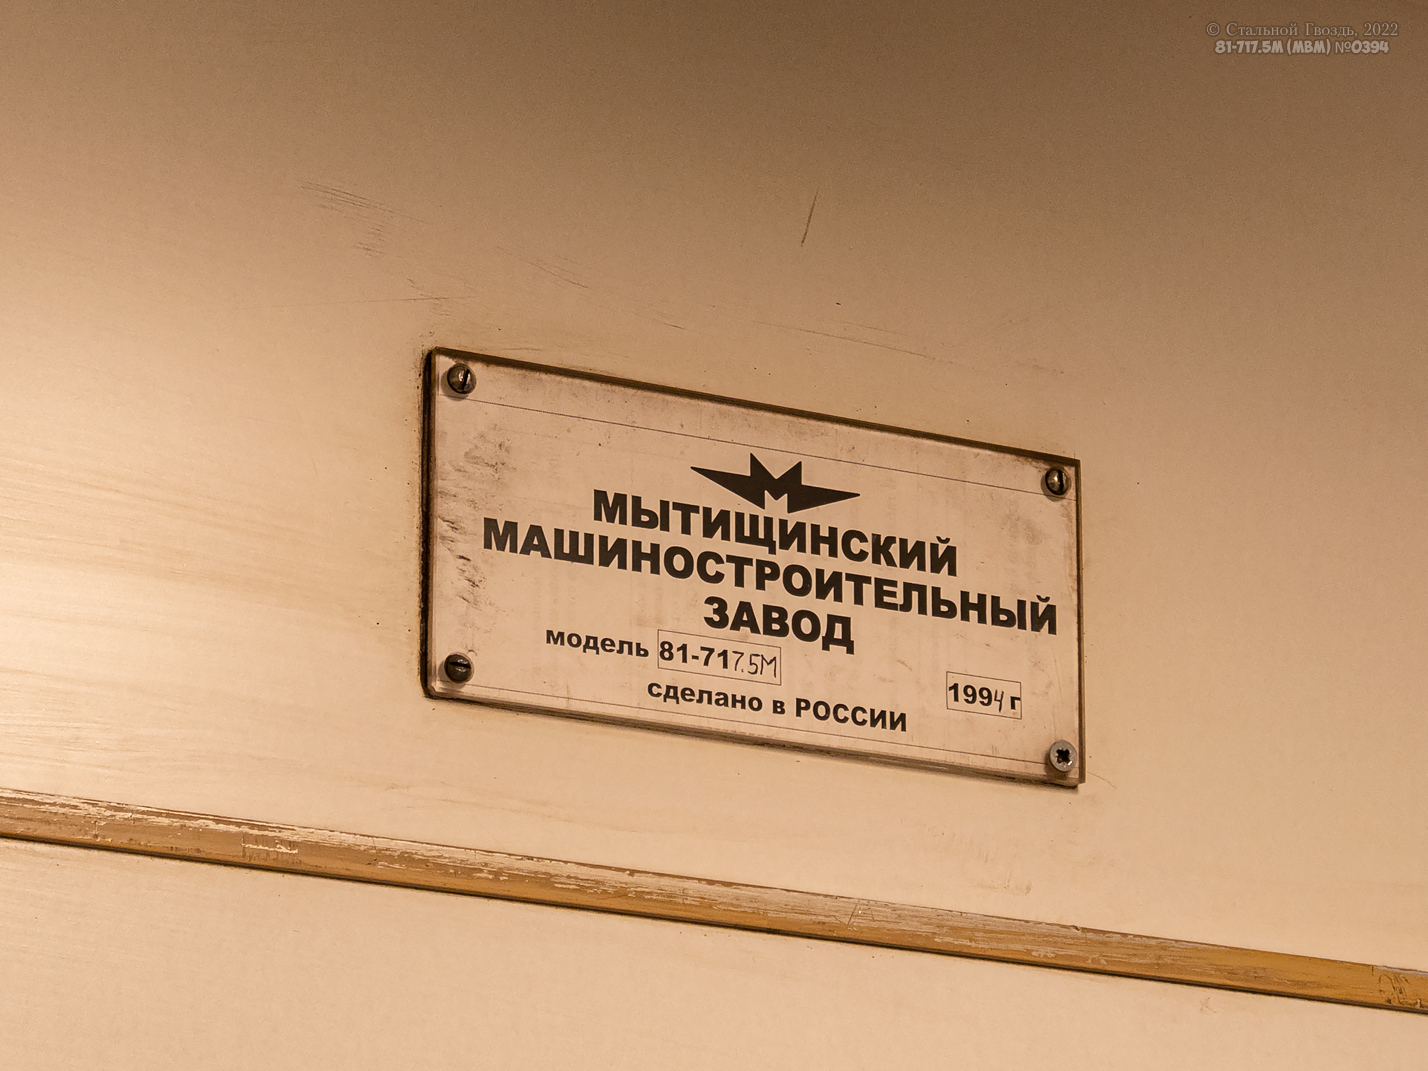 © Стальной Гвоздь, 2022
81-717.5М (МВМ) №0394
МЫТИЩИНСКИЙ
МАШИНОСТРОИТЕЛЬНЫЙ
ЗАВОД
модель 81-717.5М
1994 г
сделано в РОССИИ